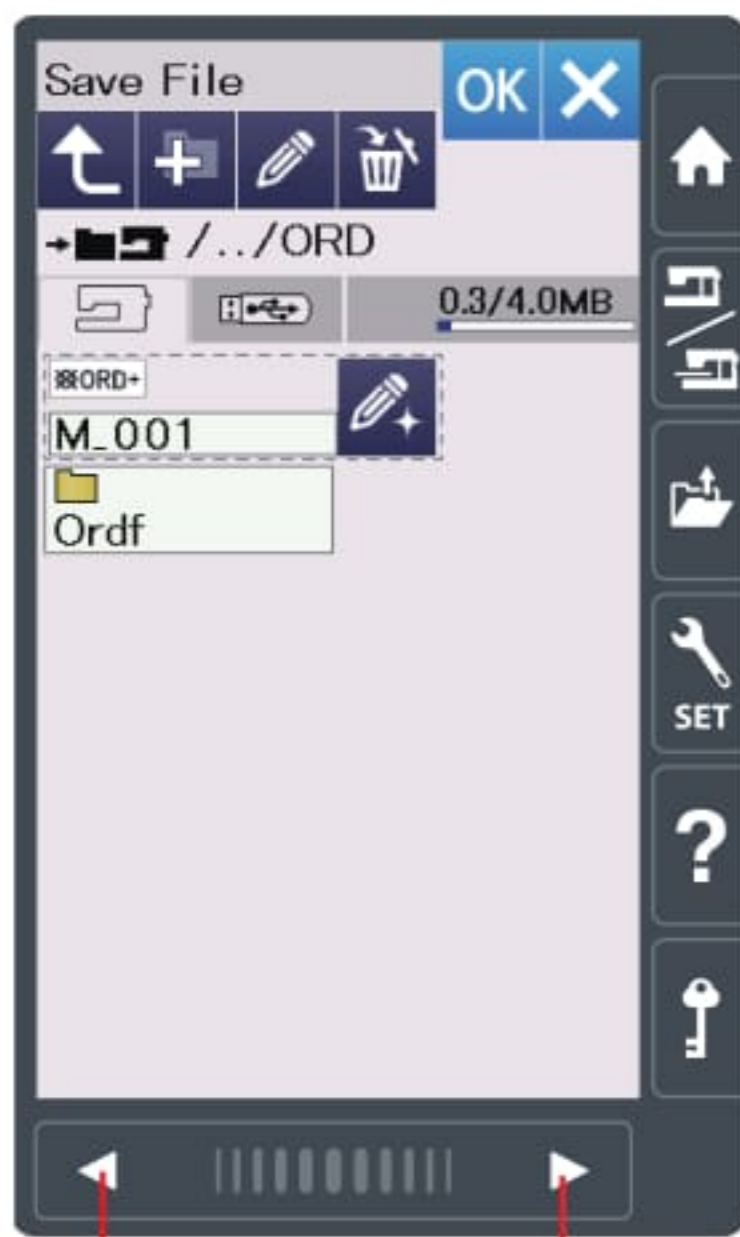 Save File
OK
/../ORD
0.3/4.0MB
ORD+
M_001
Ordf
SET
?